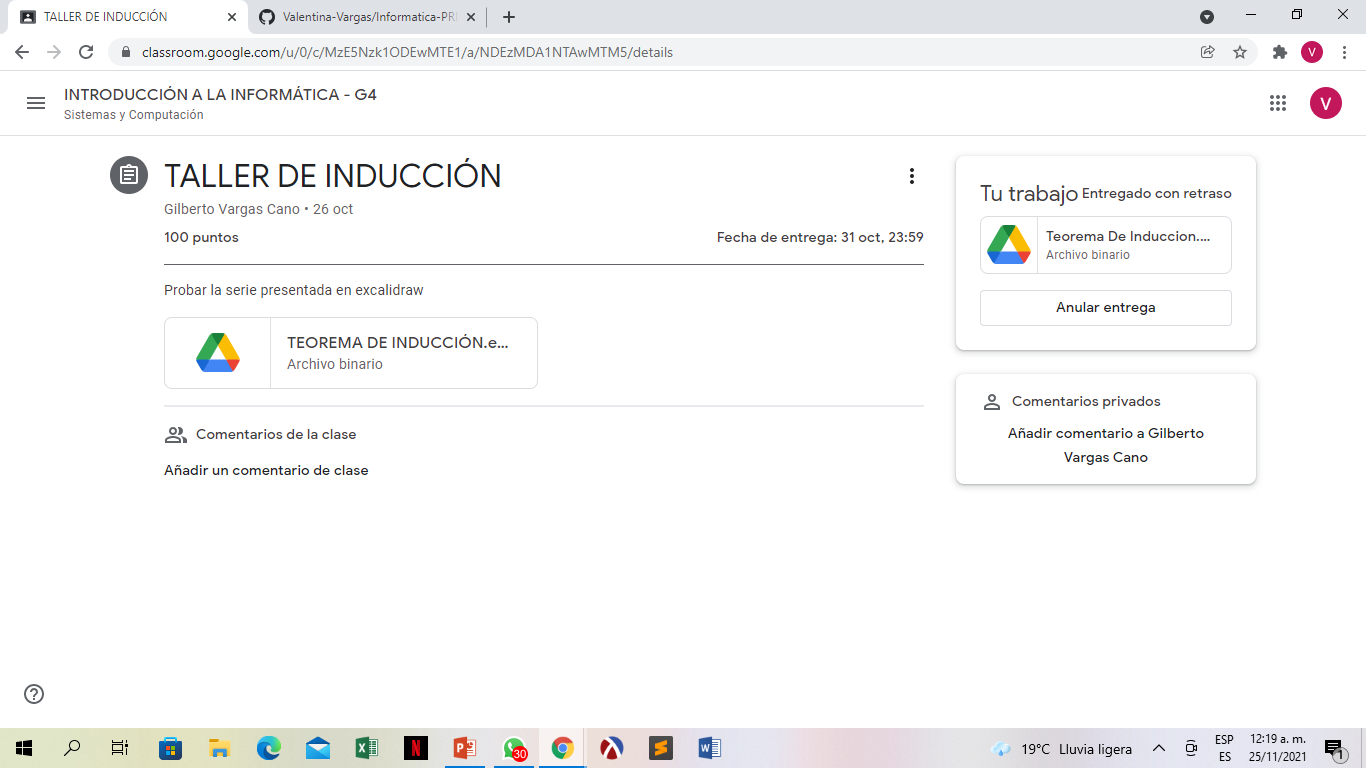 TALLER DE INDUCCIÓN
Valentina-Vargas/Informatica-PRI
classroom.google.com/u/0/c/MzE5Nzk1ODEwMTE1/a/NDEzMDA1NTAwMTM5/details
V
INTRODUCCIÓN A LA INFORMÁTICA - G4
Sistemas y Computación
V
TALLER DE INDUCCIÓN
Gilberto Vargas Cano • 26 oct
100 puntos
Fecha de entrega: 31 oct, 23:59
Probar la serie presentada en excalidraw
TEOREMA DE INDUCCIÓN.e...
Archivo binario
Comentarios de la clase
Añadir un comentario de clase
Tu trabajo
Entregado con retraso
Teorema De Induccion....
Archivo binario
Anular entrega
Comentarios privados
Añadir comentario a Gilberto
Vargas Cano
30
19°C Lluvia ligera
ESP
ES
12:19 a. m.
25/11/2021
1